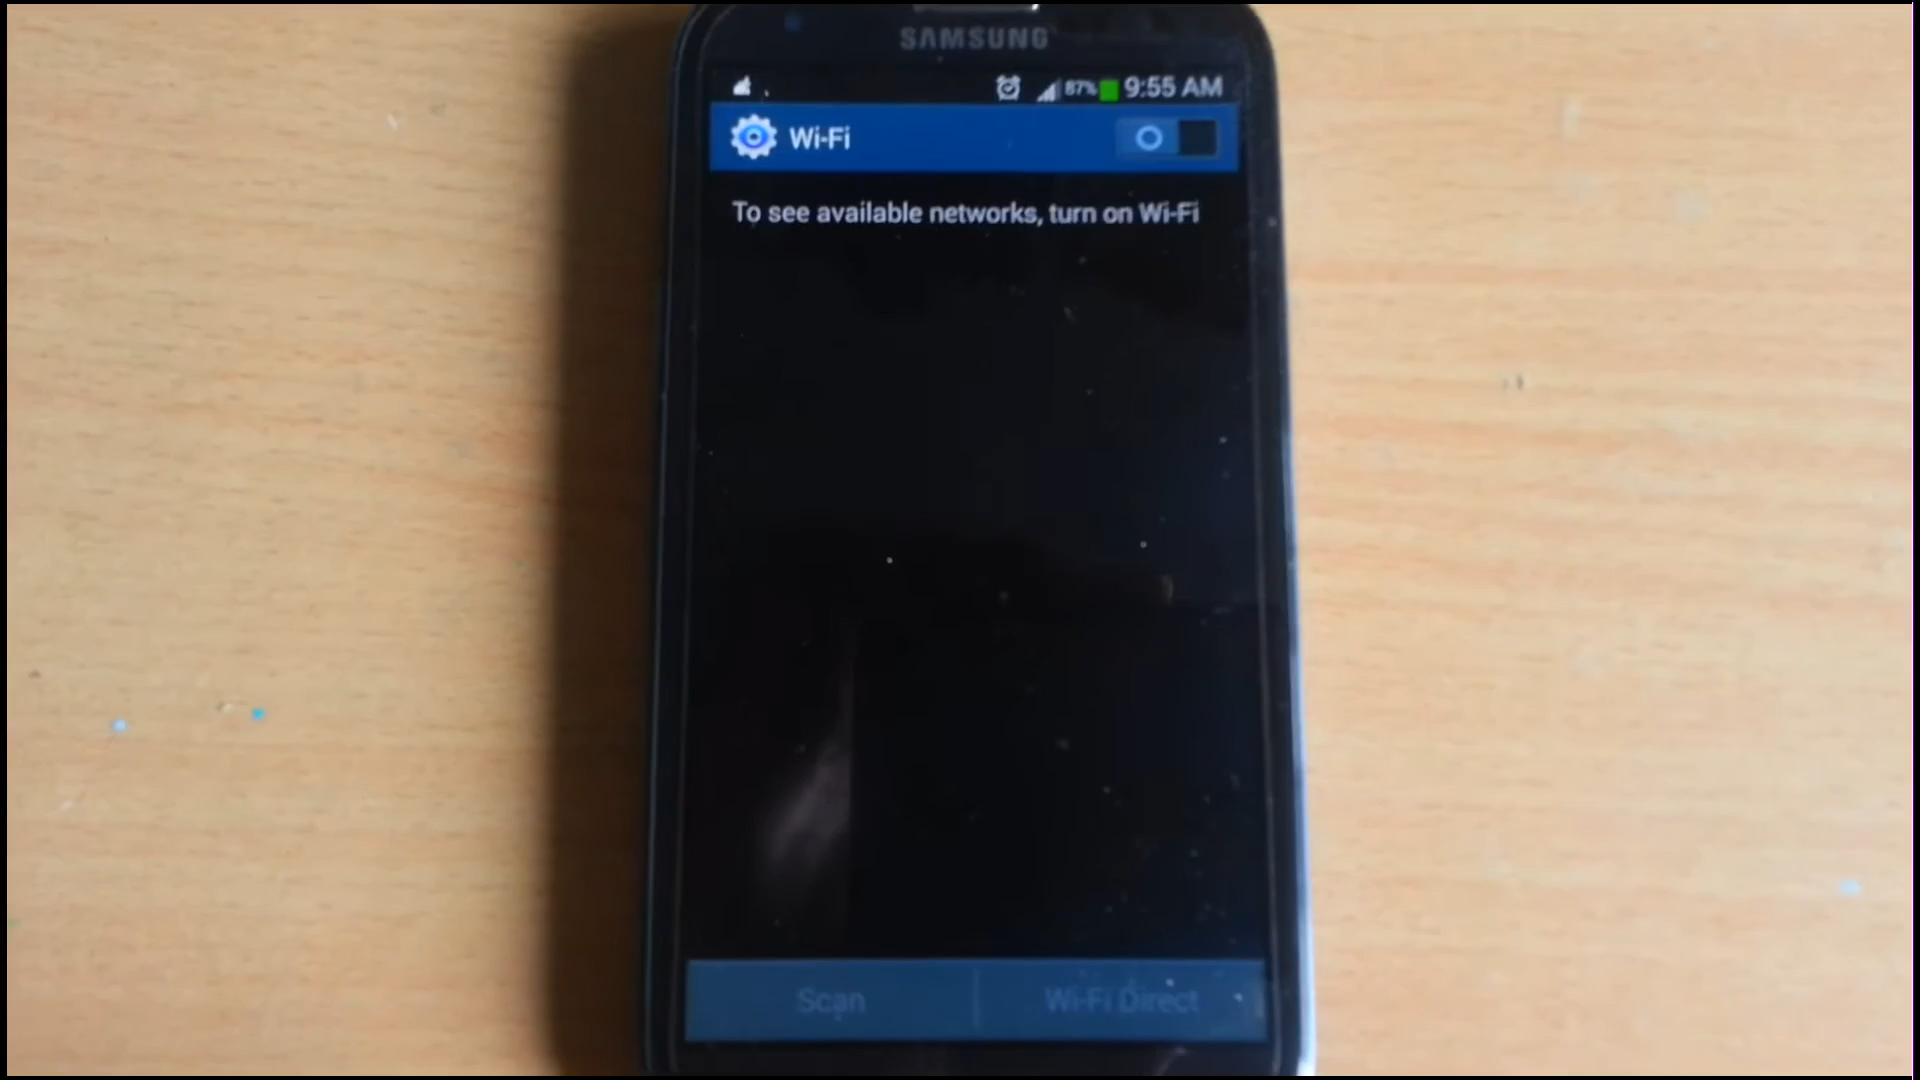 SAMSUNG
87% 9:55 AM
Wi-Fi
To see available networks, turn on Wi-Fi
Scan
Wi-Fi Direct